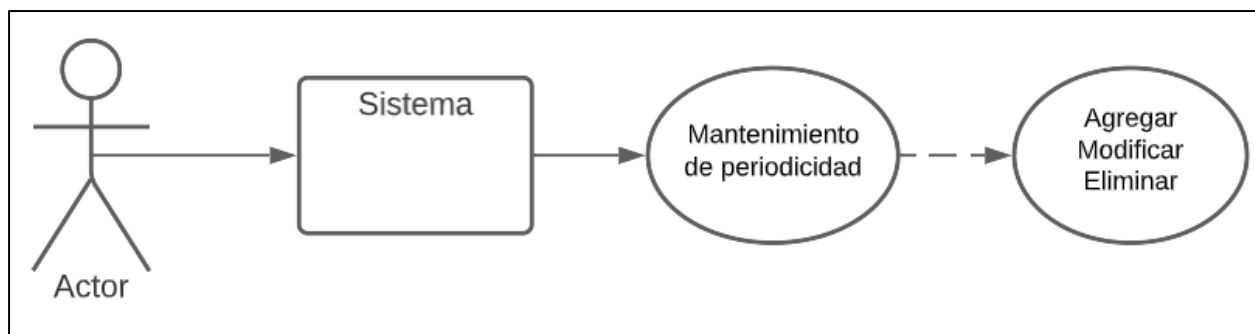 Sistema
Mantenimiento
de periodicidad
Agregar
Modificar
Eliminar
Actor